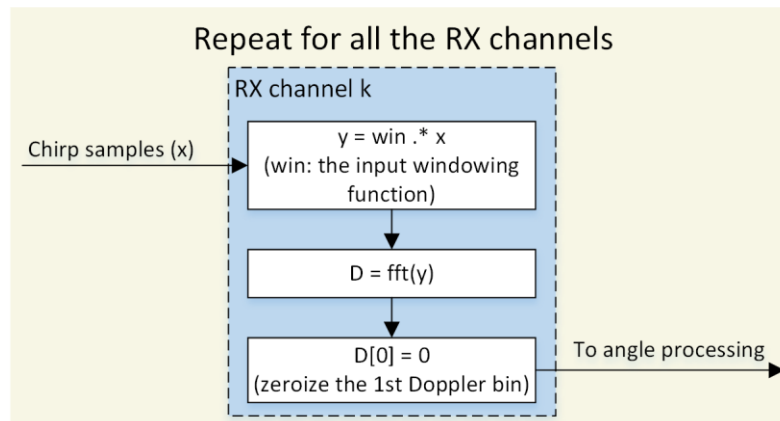 Repeat for all the RX channels
RX channel k
Chirp samples (x)
y = win .* x
(win: the input windowing
function)
D = fft(y)
D[0] = 0
(zeroize the 1st Doppler bin)
To angle processing